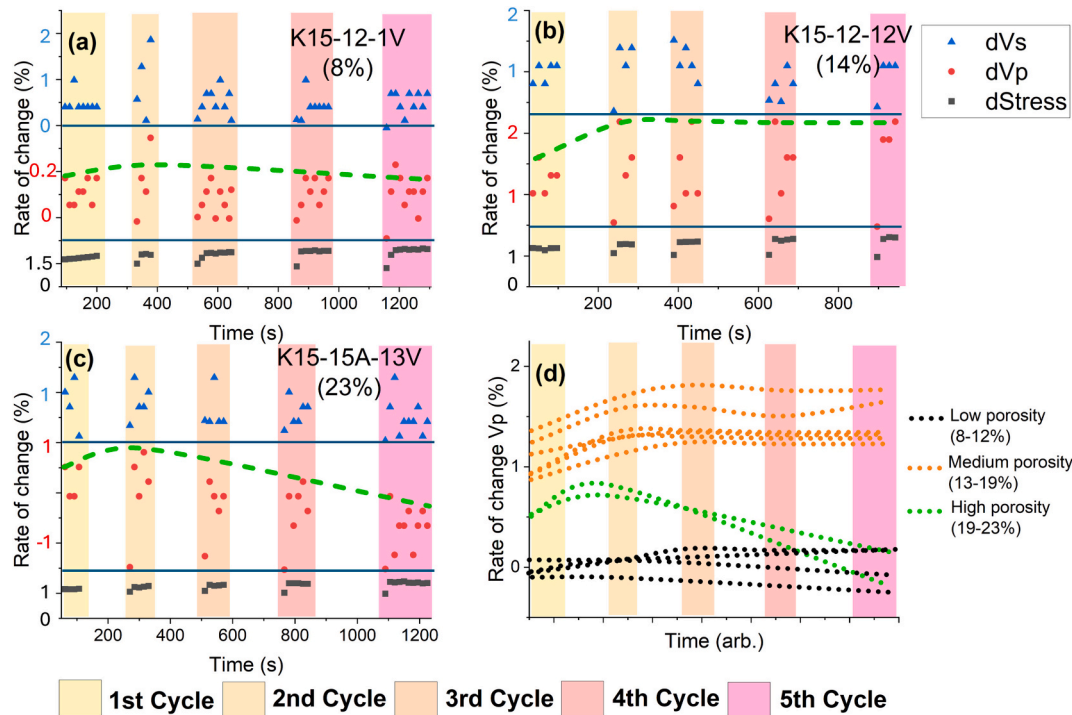 (a)
K15-12-1V
(8%)
Rate of change (%)
2
1
0
0.2
0
1.5
0
200 400 600 800 1000 1200
Time (s)
(b)
K15-12-12V
(14%)
Rate of change (%)
2
1
2
1
1
0
200 400 600 800
Time (s)
dVs
dVp
dStress
(c)
K15-15A-13V
(23%)
Rate of change (%)
2
1
1
-1
1
0
200 400 600 800 1000 1200
Time (s)
(d)
Rate of change Vp (%)
2
1
0
Time (arb.)
Low porosity
(8-12%)
Medium porosity
(13-19%)
High porosity
(19-23%)
1st Cycle 2nd Cycle 3rd Cycle 4th Cycle 5th Cycle